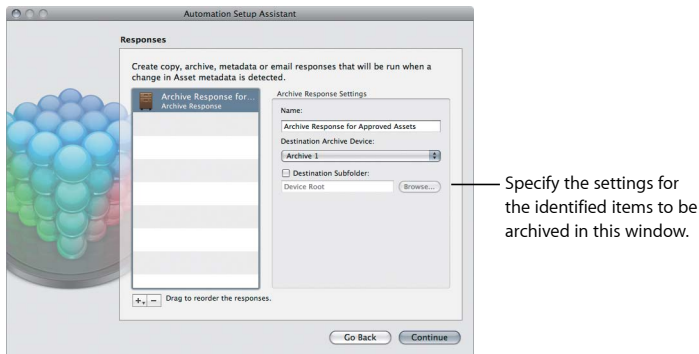 Automation Setup Assistant
Responses
Create copy, archive, metadata or email responses that will be run when a
change in Asset metadata is detected.
Archive Response for...
Archive Response
Archive Response Settings
Name:
Archive Response for Approved Assets
Destination Archive Device:
Archive 1
Destination Subfolder:
Device Root
Browse...
Specify the settings for
the identified items to be
archived in this window.
+ - Drag to reorder the responses.
Go Back
Continue